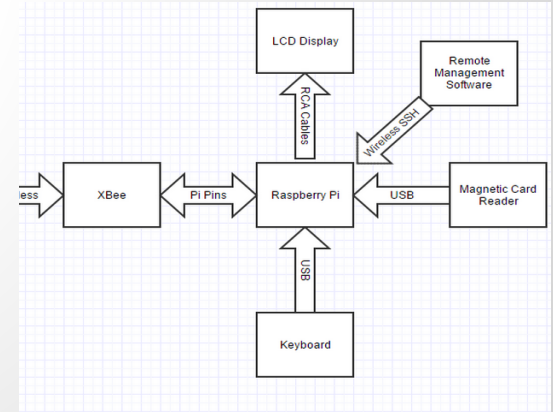 LCD Display
Remote
Management
Software
RCA Cables
Wireless SSH
XBee
Pi Pins
Raspberry Pi
USB
Magnetic Card
Reader
USB
Keyboard